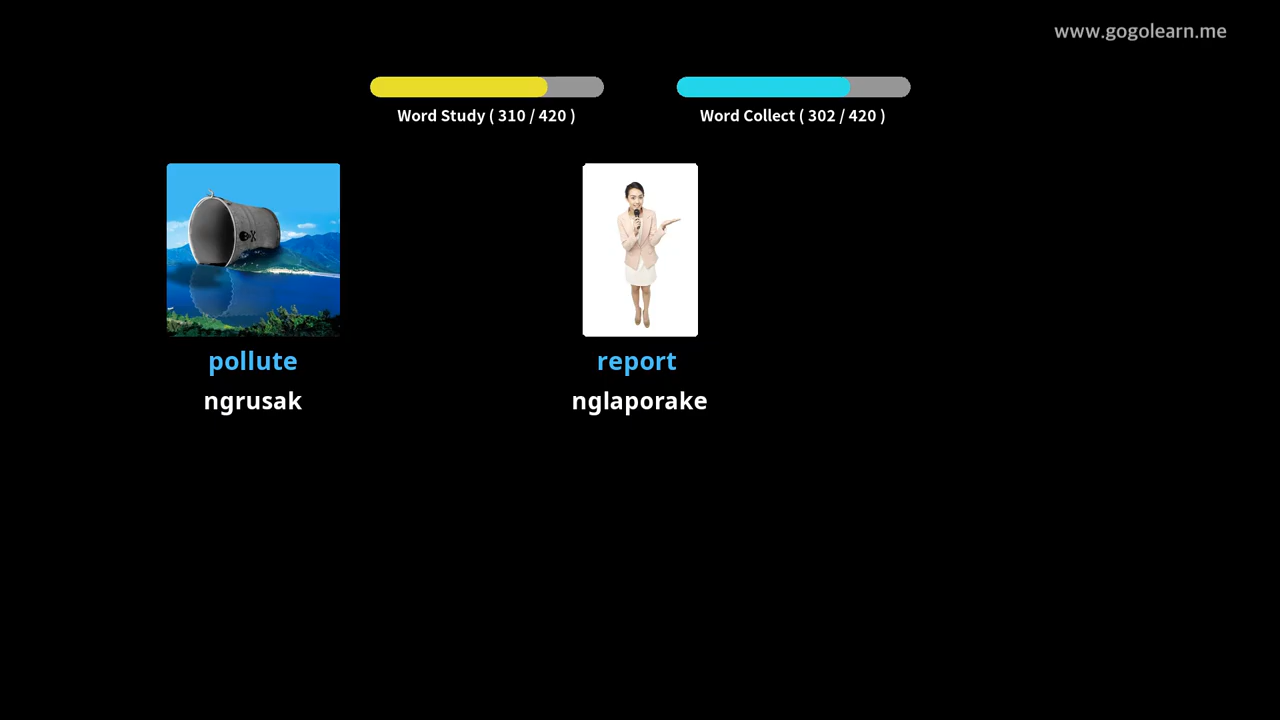 www.gogolearn.me
Word Study ( 310 / 420 )
Word Collect ( 302 / 420 )
pollute
ngrusak
report
nglaporake